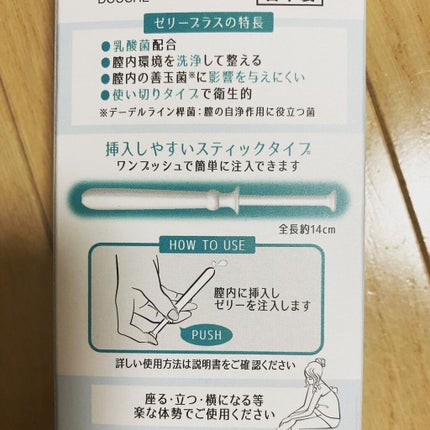 ゼリープラスの特長
●乳酸菌配合
●膣内環境を洗浄して整える
●膣内の善玉菌※に影響を与えにくい
●使い切りタイプで衛生的
※デーデルライン桿菌：膣の自浄作用に役立つ菌
挿入しやすいスティックタイプ
ワンプッシュで簡単に注入できます
全長約14cm
HOW TO USE
膣内に挿入し
ゼリーを注入します
PUSH
詳しい使用方法は説明書をご確認ください
座る・立つ・横になる等
楽な体勢でご使用ください